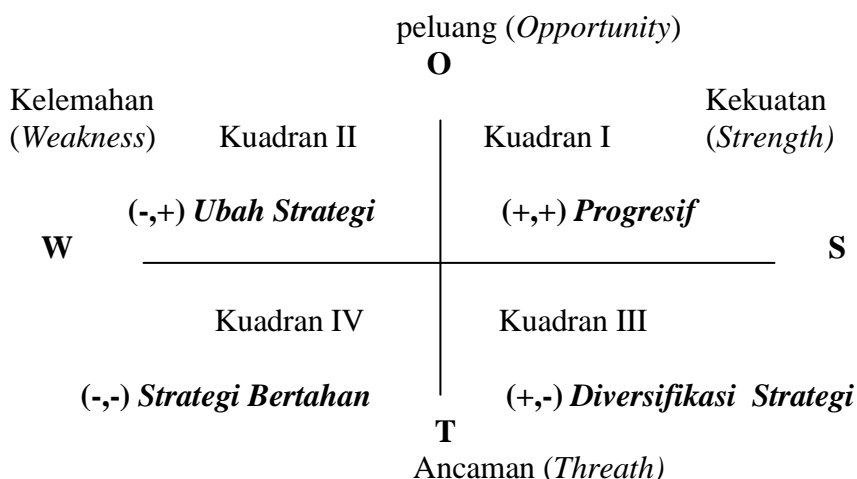 peluang (Opportunity)
O
Kelemahan
(Weakness)
Kekuatan
(Strength)
Kuadran II
Kuadran I
(-,+) Ubah Strategi
(+,+) Progresif
W
S
Kuadran IV
Kuadran III
(-,-) Strategi Bertahan
(+,-) Diversifikasi Strategi
T
Ancaman (Threath)